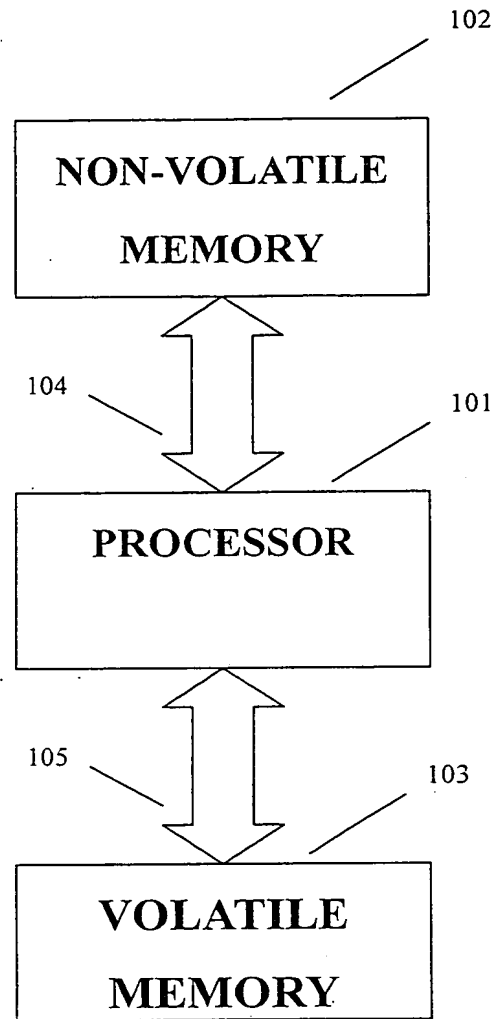 102
NON-VOLATILE
MEMORY
104
101
PROCESSOR
105
103
VOLATILE
MEMORY